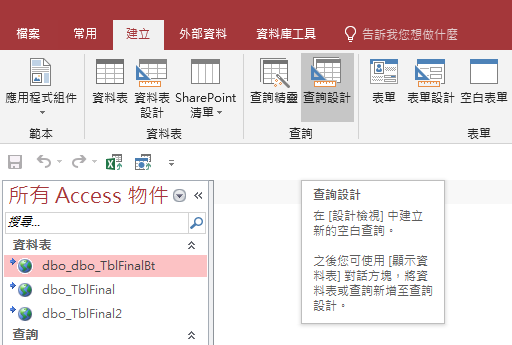 檔案 常用 建立 外部資料 資料庫工具 告訴我您想做什麼
應用程式組件 資料表 資料表設計 SharePoint 清單 查詢精靈 查詢設計 表單 表單設計 空白表單
範本 資料表 查詢 表單
所有 Access 物件
搜尋...
資料表
dbo_dbo_TblFinalBt
dbo_TblFinal
dbo_TblFinal2
查詢
查詢設計
在 [設計檢視] 中建立
新的空白查詢。
之後您可使用 [顯示資
料表] 對話方塊，將資
料表或查詢新增至查詢
設計。